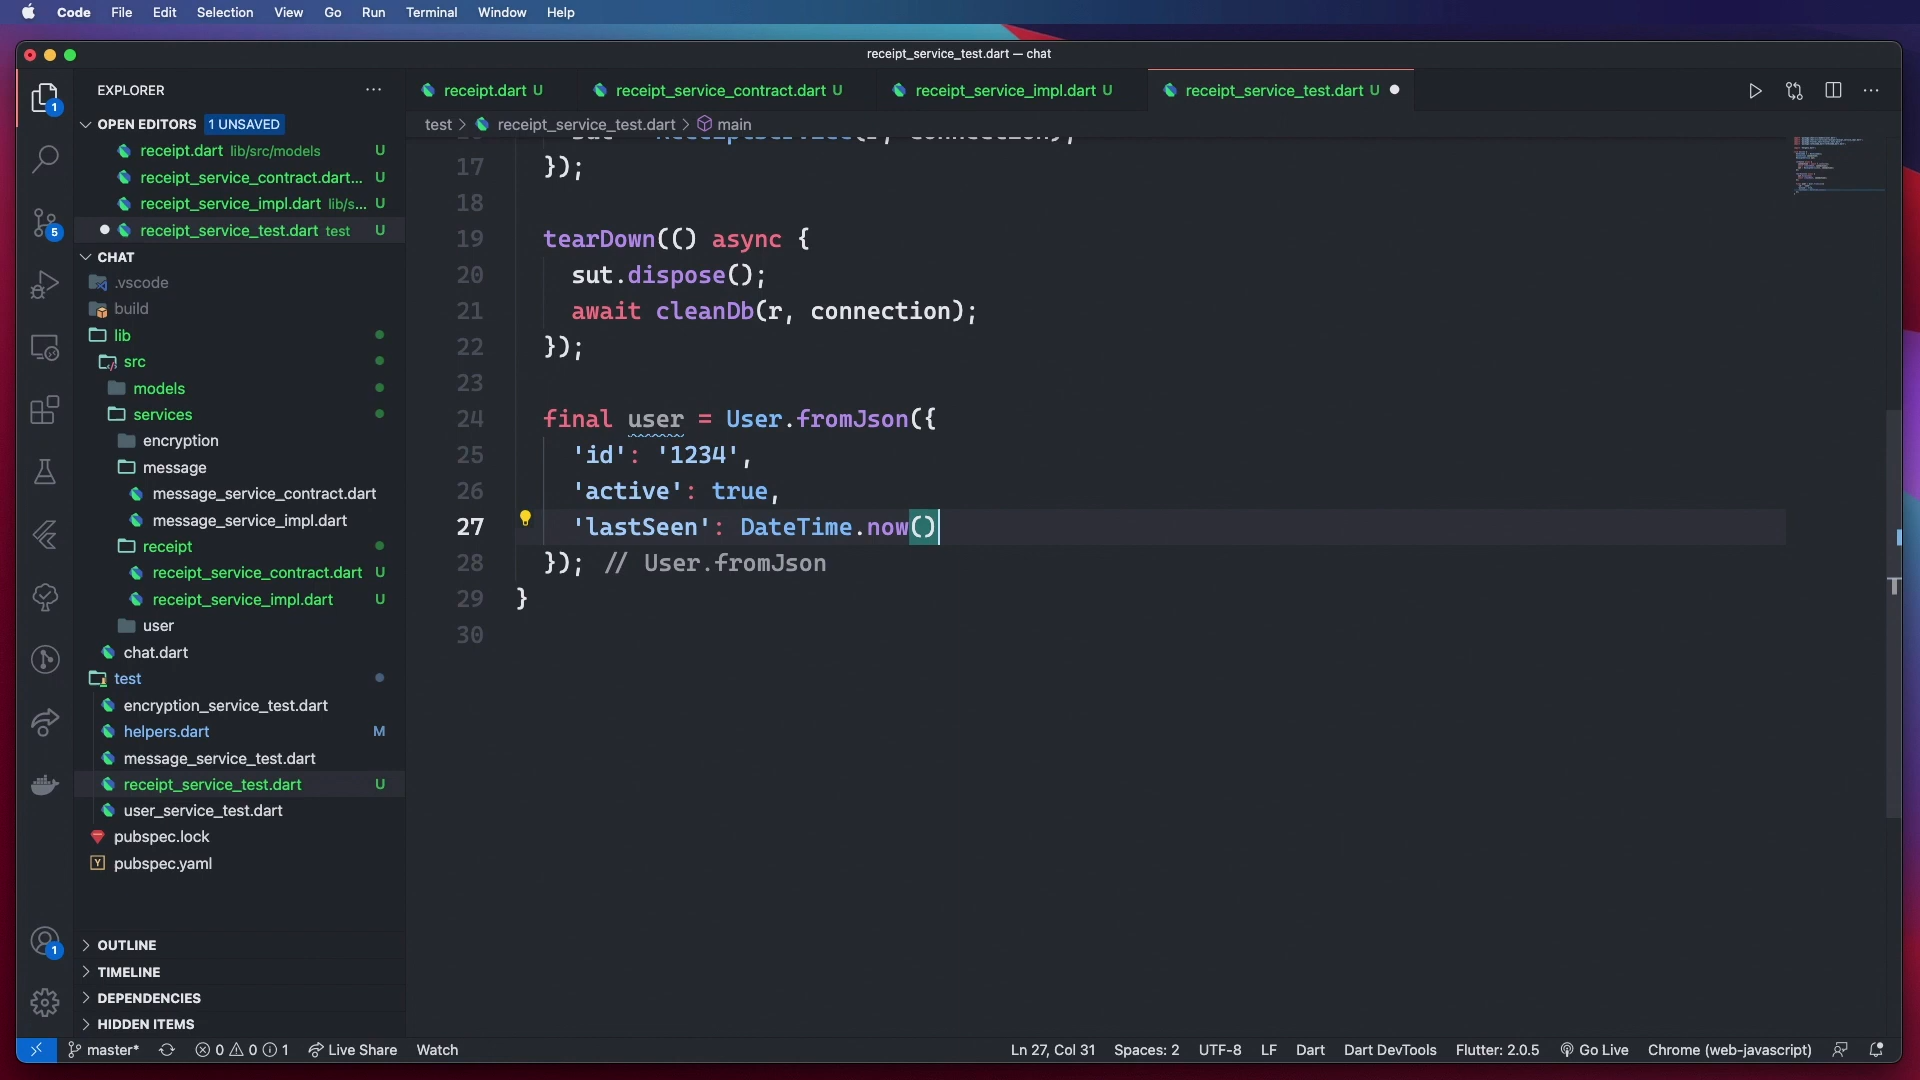 Code File Edit Selection View Go Run Terminal Window Help
receipt_service_test.dart — chat
EXPLORER
OPEN EDITORS 1 UNSAVED
receipt.dart lib/src/models U
receipt_service_contract.dart... U
receipt_service_impl.dart lib/s... U
receipt_service_test.dart test U
CHAT
.vscode
build
lib
src
models
services
encryption
message
message_service_contract.dart
message_service_impl.dart
receipt
receipt_service_contract.dart U
receipt_service_impl.dart U
user
chat.dart
test
encryption_service_test.dart
helpers.dart M
message_service_test.dart
receipt_service_test.dart U
user_service_test.dart
pubspec.lock
pubspec.yaml
OUTLINE
TIMELINE
DEPENDENCIES
HIDDEN ITEMS
1
5
1
receipt.dart U receipt_service_contract.dart U receipt_service_impl.dart U receipt_service_test.dart U
test > receipt_service_test.dart > main
17 });
18
19 tearDown(() async {
20 sut.dispose();
21 await cleanDb(r, connection);
22 });
23
24 final user = User.fromJson({
25 'id': '1234',
26 'active': true,
27 'lastSeen': DateTime.now()
28 }); // User.fromJson
29 }
30
master* 0 0 1 Live Share Watch Ln 27, Col 31 Spaces: 2 UTF-8 LF Dart Dart DevTools Flutter: 2.0.5 Go Live Chrome (web-javascript)